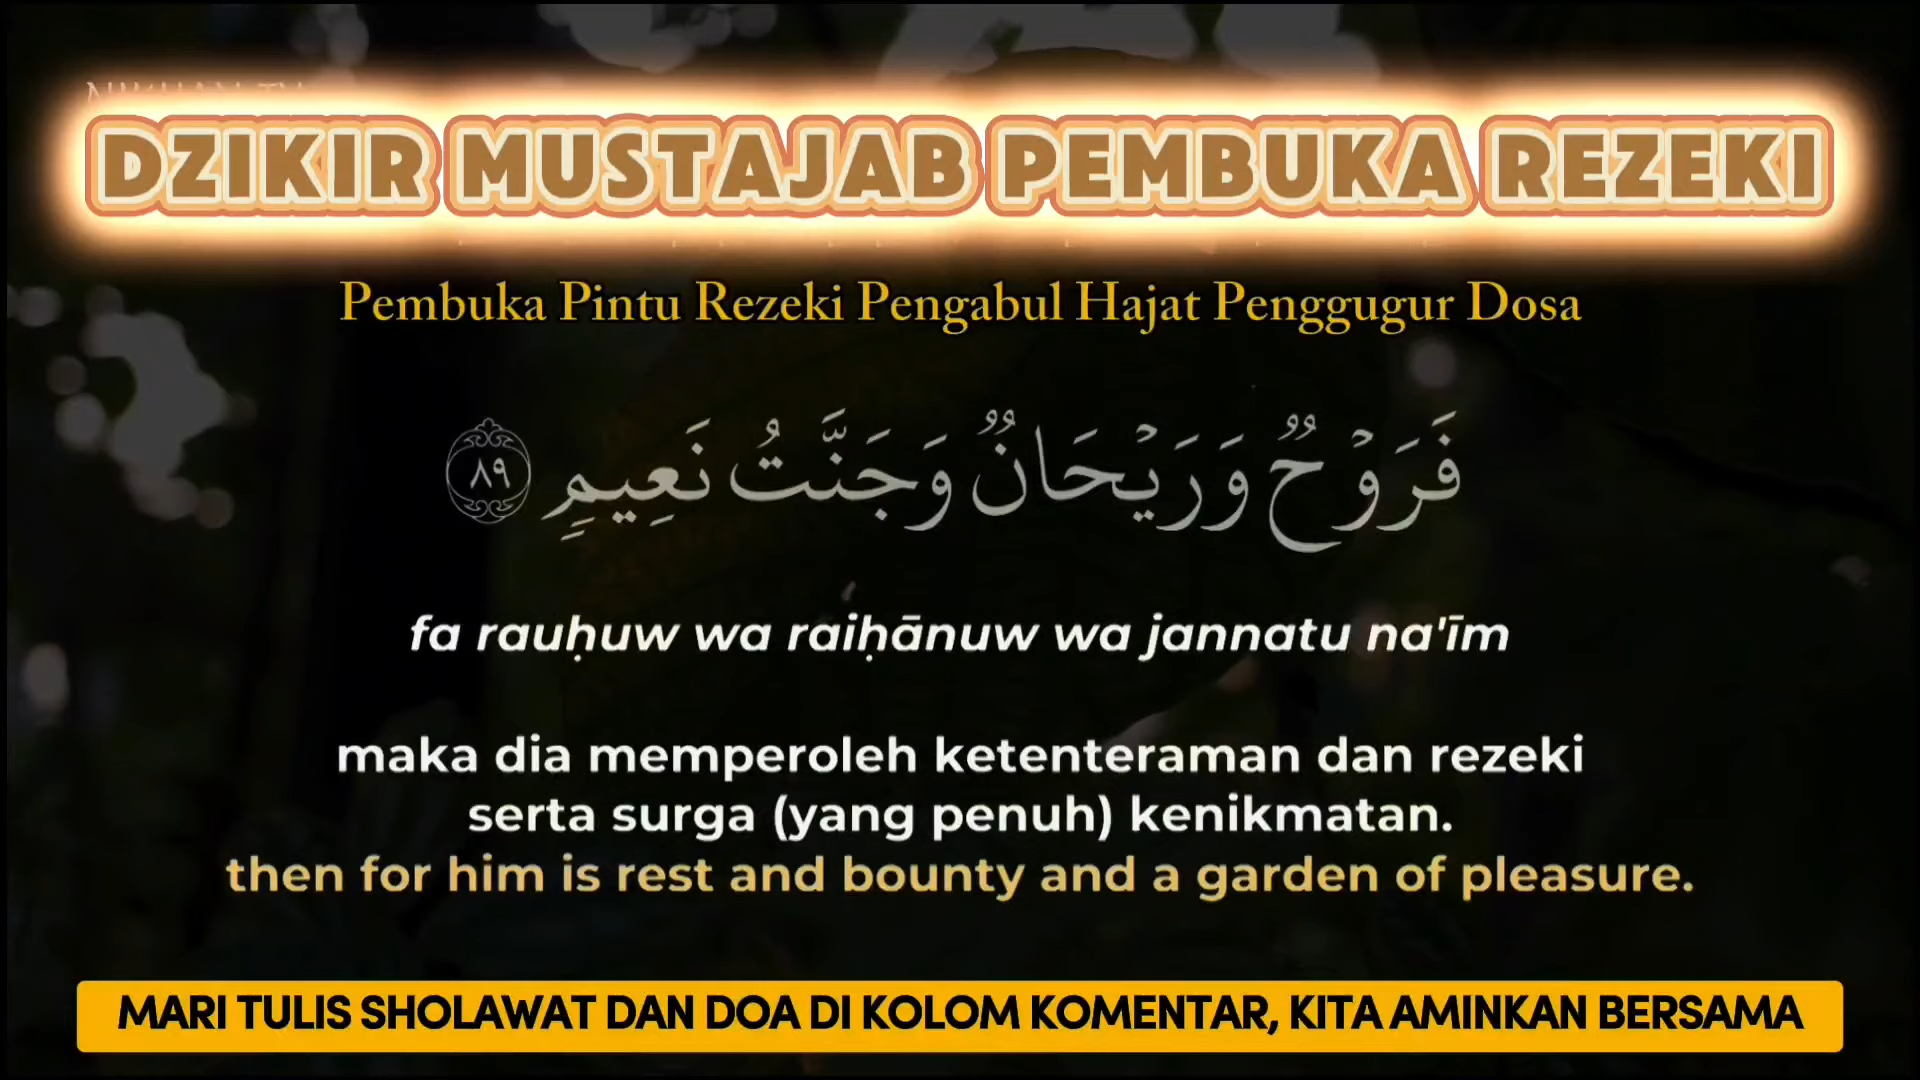 DZIKIR MUSTAJAB PEMBUKA REZEKI
Pembuka Pintu Rezeki Pengabul Hajat Penggugur Dosa
فَرَوْحٌ وَرَيْحَانٌ وَجَنَّتُ نَعِيمٍ ٨٩
fa rauḥuw wa raiḥānuw wa jannatu na'īm
maka dia memperoleh ketenteraman dan rezeki
serta surga (yang penuh) kenikmatan.
then for him is rest and bounty and a garden of pleasure.
MARI TULIS SHOLAWAT DAN DOA DI KOLOM KOMENTAR, KITA AMINKAN BERSAMA